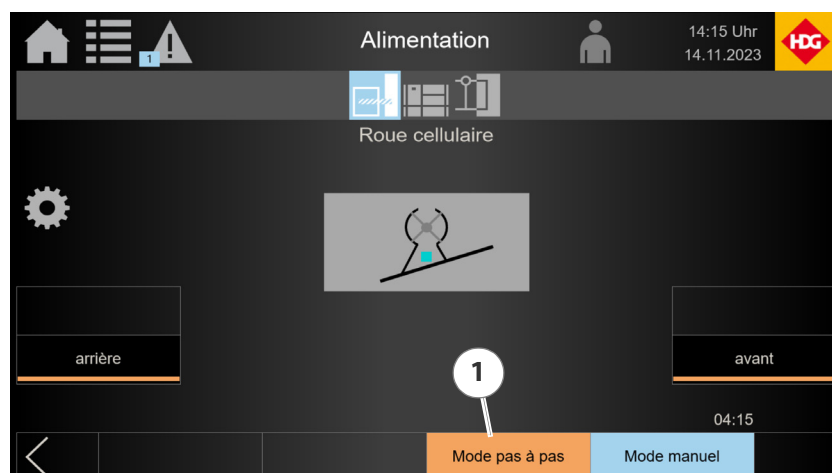 Alimentation
14:15 Uhr
14.11.2023
HDG
1
Roue cellulaire
arrière
avant
1
04:15
Mode pas à pas
Mode manuel